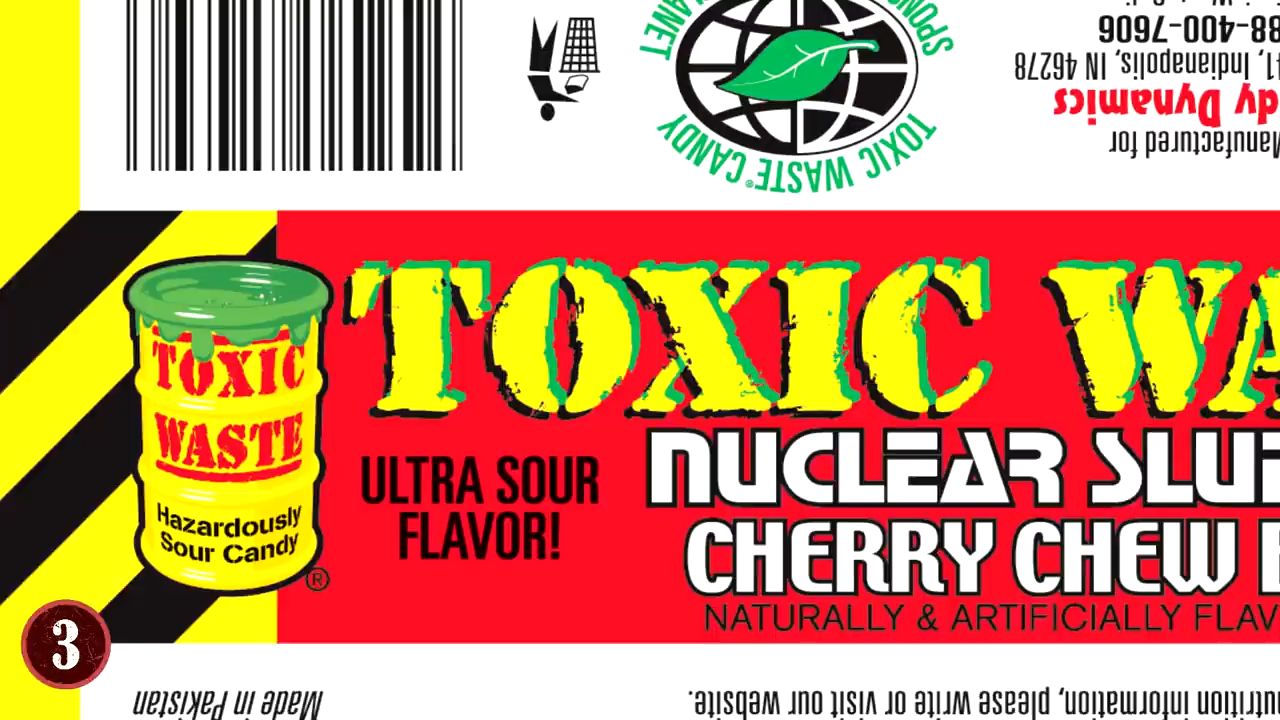 PLANET
SPONS
TOXIC WASTE® CANDY
88-400-7606
1, Indianapolis, IN 46278
dy Dynamics
Manufactured for
TOXIC WA
TOXIC
WASTE
Hazardously
Sour Candy
®
ULTRA SOUR
FLAVOR!
NUCLEAR SLU
CHERRY CHEW
NATURALLY & ARTIFICIALLY FLAV
3
Made in Pakistan
nutrition information, please write or visit our website.